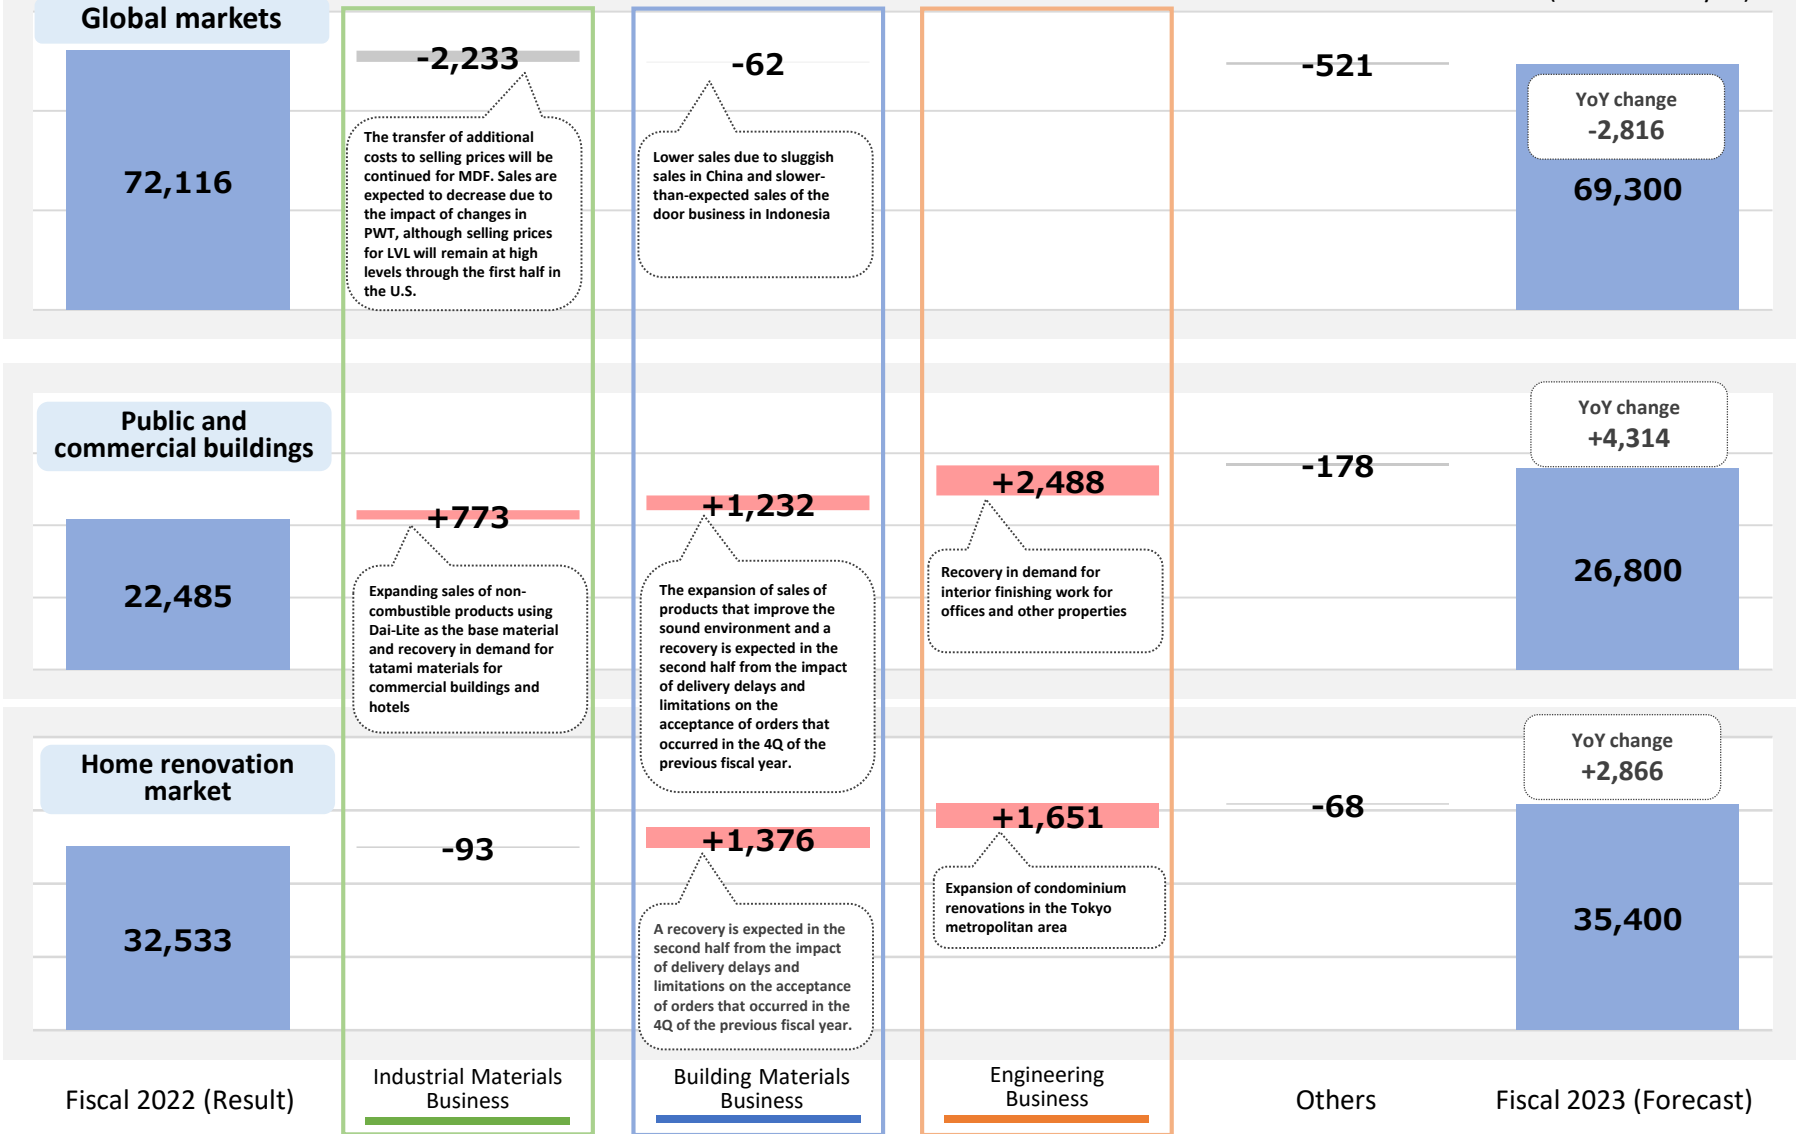 Global markets
72,116
-2,233
The transfer of additional
costs to selling prices will be
continued for MDF. Sales are
expected to decrease due to
the impact of changes in
PWT, although selling prices
for LVL will remain at high
levels through the first half in
the U.S.
-62
Lower sales due to sluggish
sales in China and slower-
than-expected sales of the
door business in Indonesia
-521
YoY change
-2,816
69,300
Public and
commercial buildings
22,485
+773
Expanding sales of non-
combustible products using
Dai-Lite as the base material
and recovery in demand for
tatami materials for
commercial buildings and
hotels
+1,232
The expansion of sales of
products that improve the
sound environment and a
recovery is expected in the
second half from the impact
of delivery delays and
limitations on the
acceptance of orders that
occurred in the 4Q of the
previous fiscal year.
+2,488
Recovery in demand for
interior finishing work for
offices and other properties
-178
YoY change
+4,314
26,800
Home renovation
market
32,533
-93
+1,376
A recovery is expected in the
second half from the impact
of delivery delays and
limitations on the acceptance
of orders that occurred in the
4Q of the previous fiscal year.
+1,651
Expansion of condominium
renovations in the Tokyo
metropolitan area
-68
YoY change
+2,866
35,400
Fiscal 2022 (Result)
Industrial Materials
Business
Building Materials
Business
Engineering
Business
Others
Fiscal 2023 (Forecast)